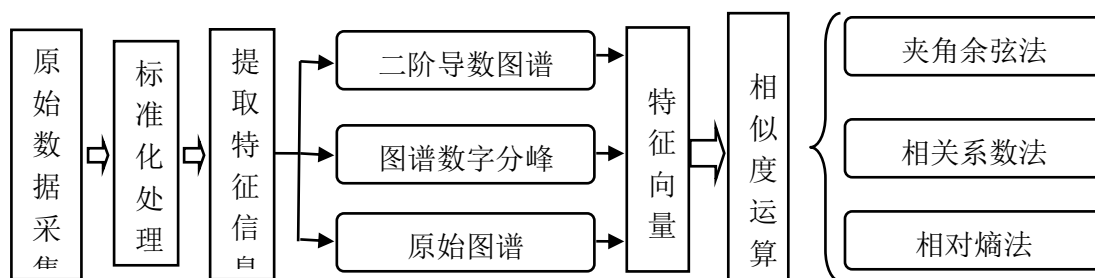 原始数据采集
标准化处理
提取特征信息
二阶导数图谱
图谱数字分峰
原始图谱
特征向量
相似度运算
夹角余弦法
相关系数法
相对熵法